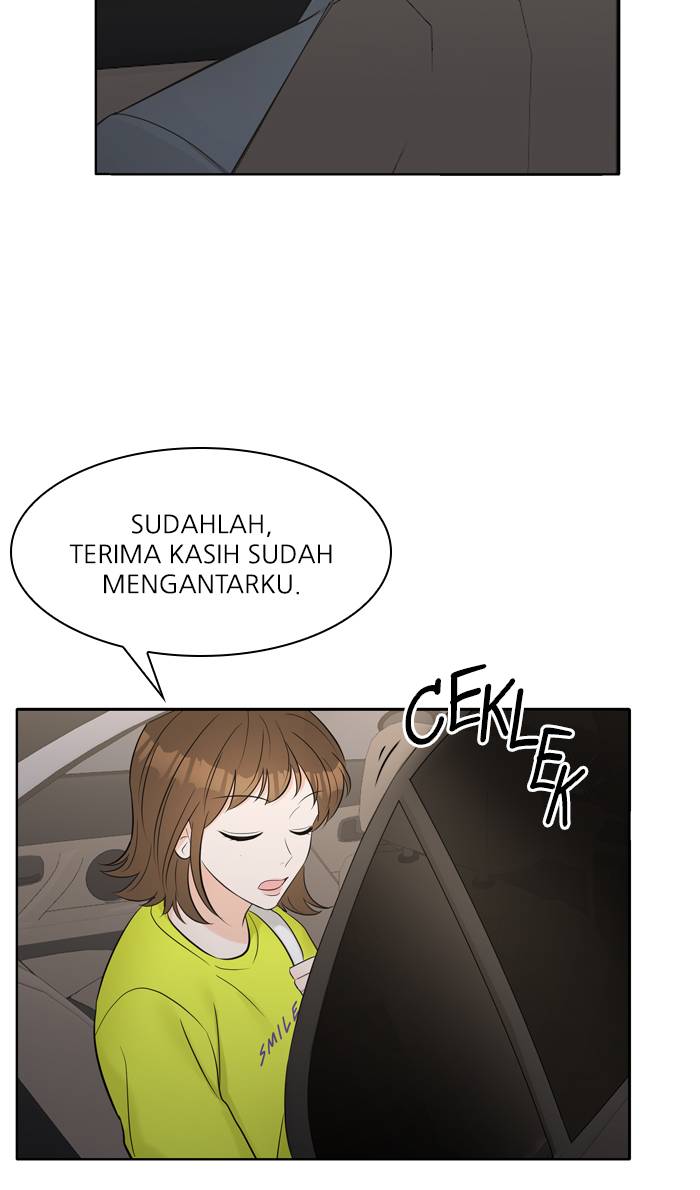 SUDAHLAH,
TERIMA KASIH SUDAH
MENGANTARKU.
CEKLEK
SMILE